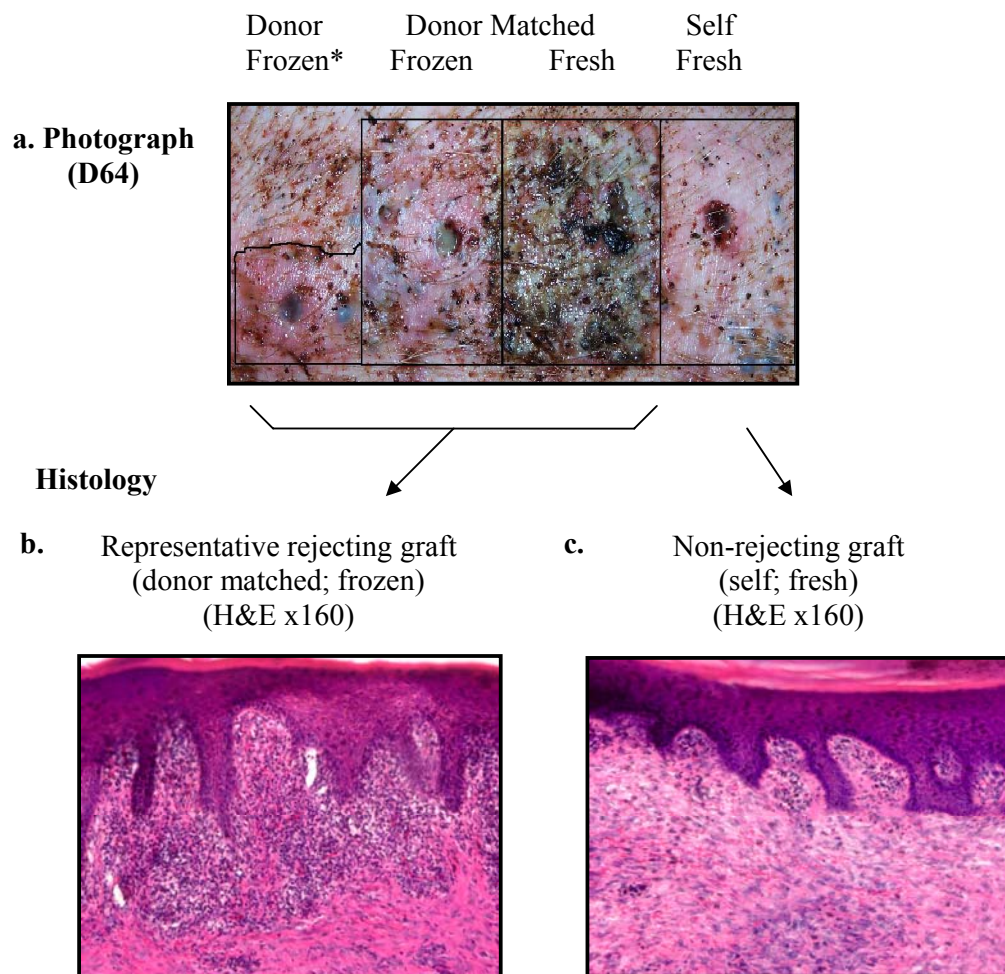 Donor Donor Matched Self
Frozen* Frozen Fresh Fresh
a. Photograph
(D64)
Histology
b. Representative rejecting graft
(donor matched; frozen)
(H&E x160)
c. Non-rejecting graft
(self; fresh)
(H&E x160)